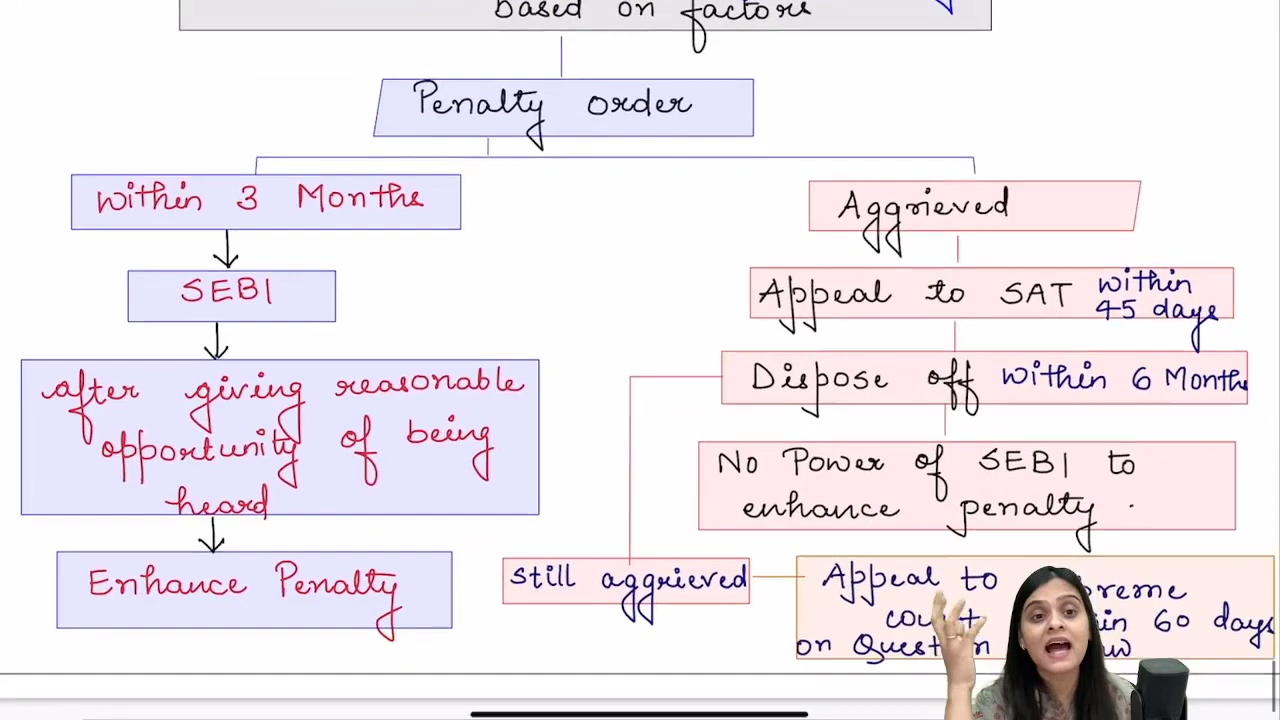 based on factors
Penalty order
Within 3 Months
SEBI
after giving reasonable
opportunity of being
heard
Enhance Penalty
Aggrieved
Appeal to SAT within
45 days
Dispose off within 6 Months
No Power of SEBI to
enhance penalty.
Still aggrieved
Appeal to
60 days
on